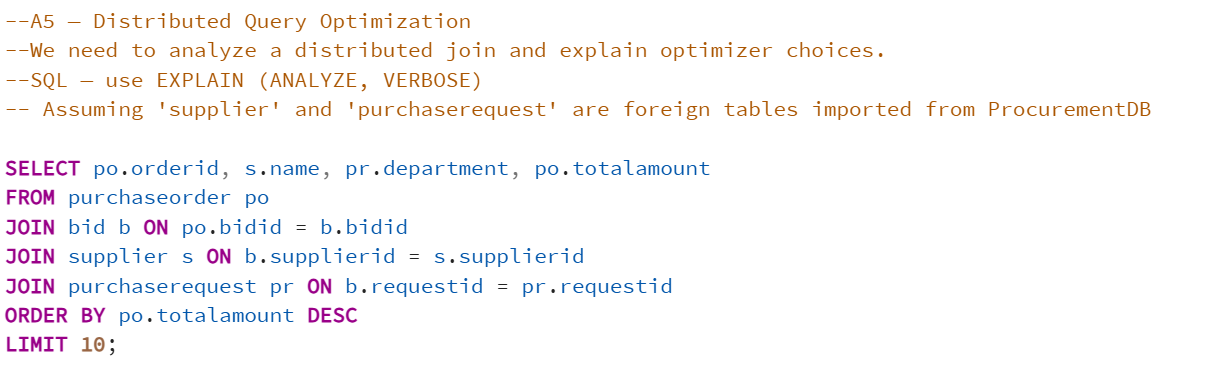 --A5 – Distributed Query Optimization
--We need to analyze a distributed join and explain optimizer choices.
--SQL – use EXPLAIN (ANALYZE, VERBOSE)
-- Assuming 'supplier' and 'purchaserequest' are foreign tables imported from ProcurementDB
SELECT po.orderid, s.name, pr.department, po.totalamount
FROM purchaseorder po
JOIN bid b ON po.bidid = b.bidid
JOIN supplier s ON b.supplierid = s.supplierid
JOIN purchaserequest pr ON b.requestid = pr.requestid
ORDER BY po.totalamount DESC
LIMIT 10;